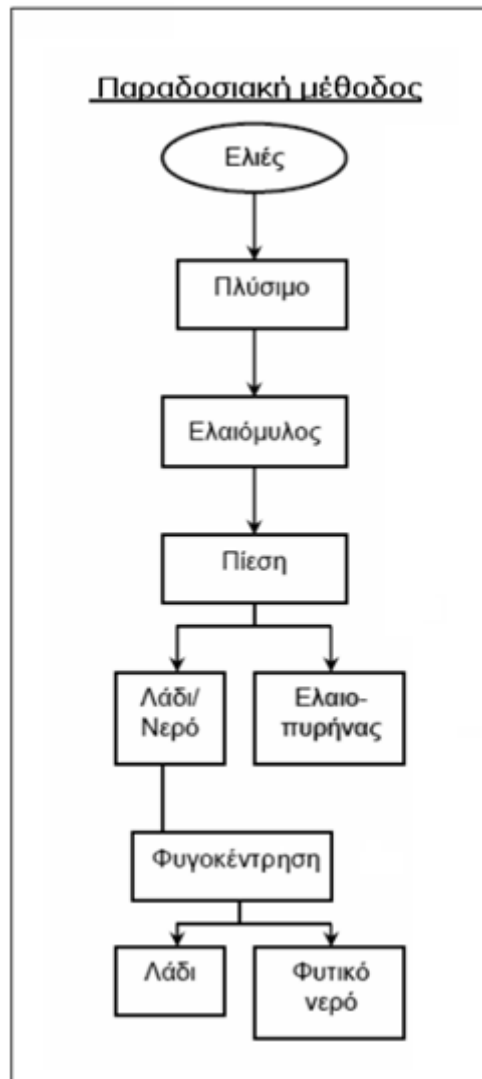 Παραδοσιακή μέθοδος
Ελιές
Πλύσιμο
Ελαιόμυλος
Πίεση
Λάδι/
Νερό
Ελαιο-
πυρήνας
Φυγοκέντρηση
Λάδι
Φυτικό
νερό